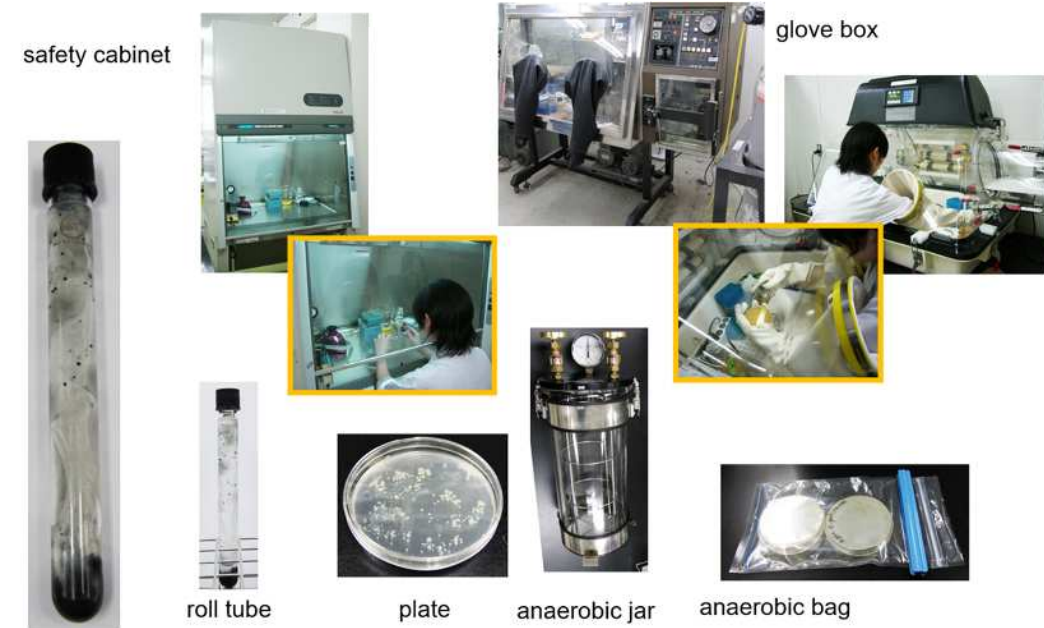 safety cabinet
glove box
roll tube
plate
anaerobic jar
anaerobic bag